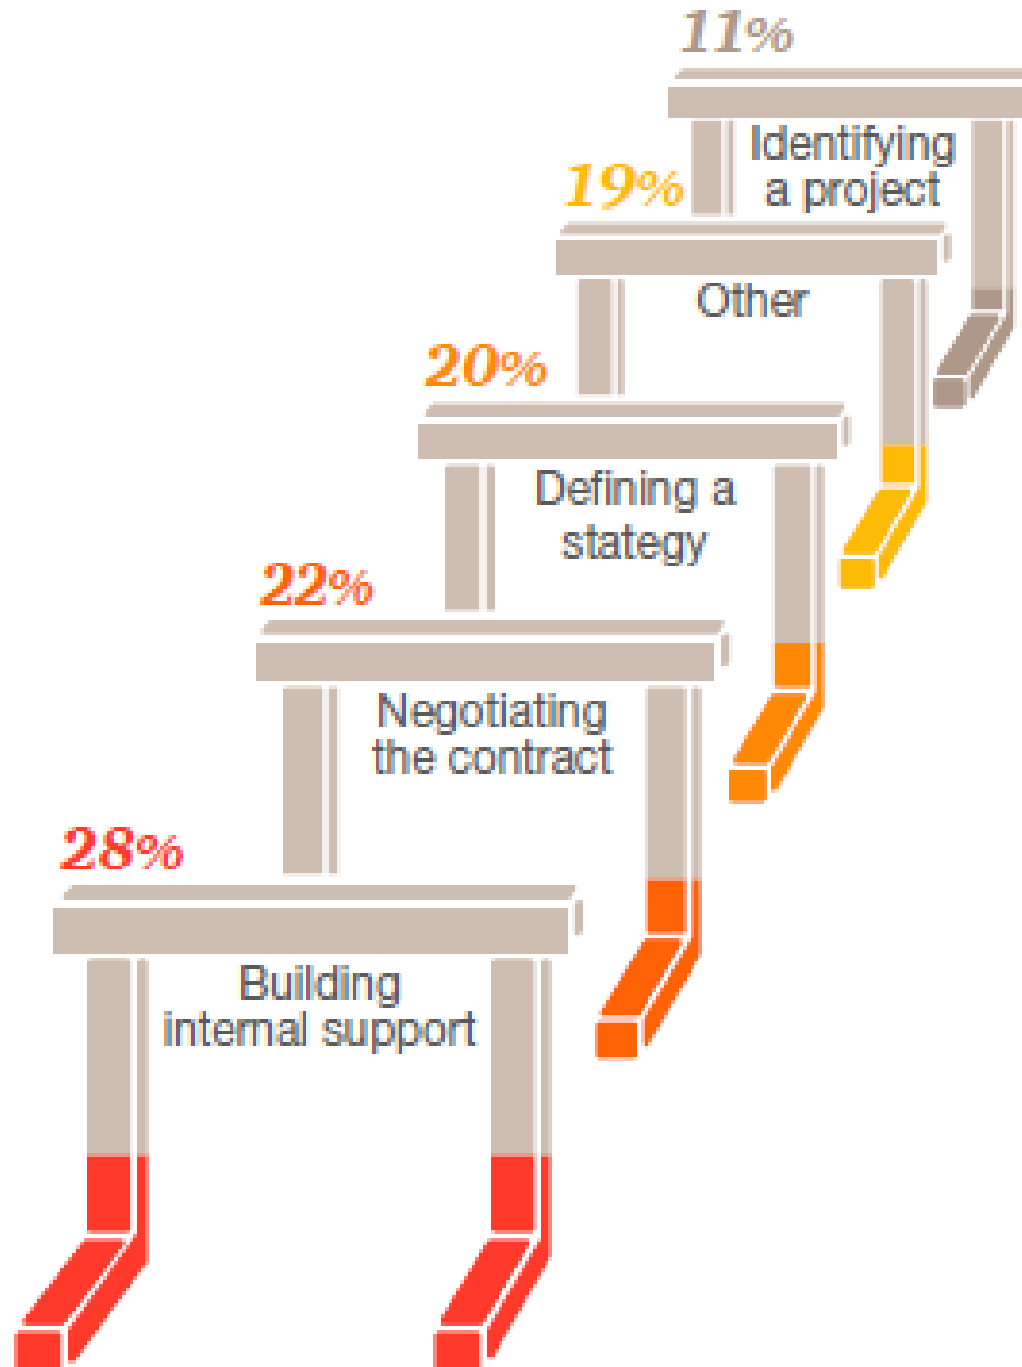 11%
Identifying
a project
19%
Other
20%
Defining a
stategy
22%
Negotiating
the contract
28%
Building
internal support